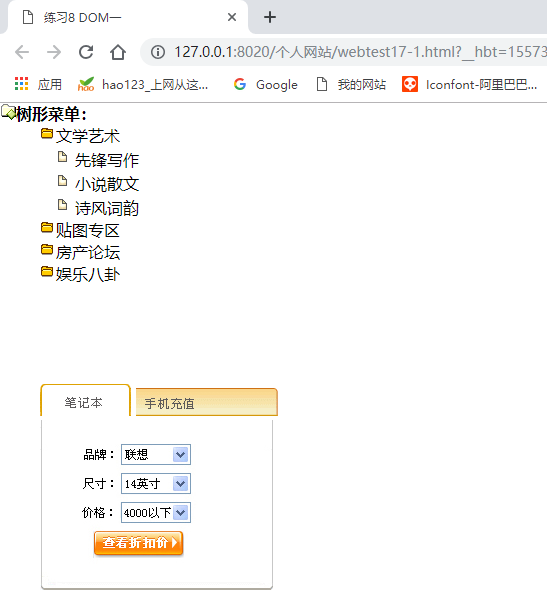 练习8 DOM一
127.0.0.1:8020/个人网站/webtest17-1.html?__hbt=15573
应用 hao123_上网从这... Google 我的网站 Iconfont-阿里巴巴...
树形菜单：
文学艺术
先锋写作
小说散文
诗风词韵
贴图专区
房产论坛
娱乐八卦
笔记本 手机充值
品牌： 联想
尺寸： 14英寸
价格： 4000以下
查看折扣价